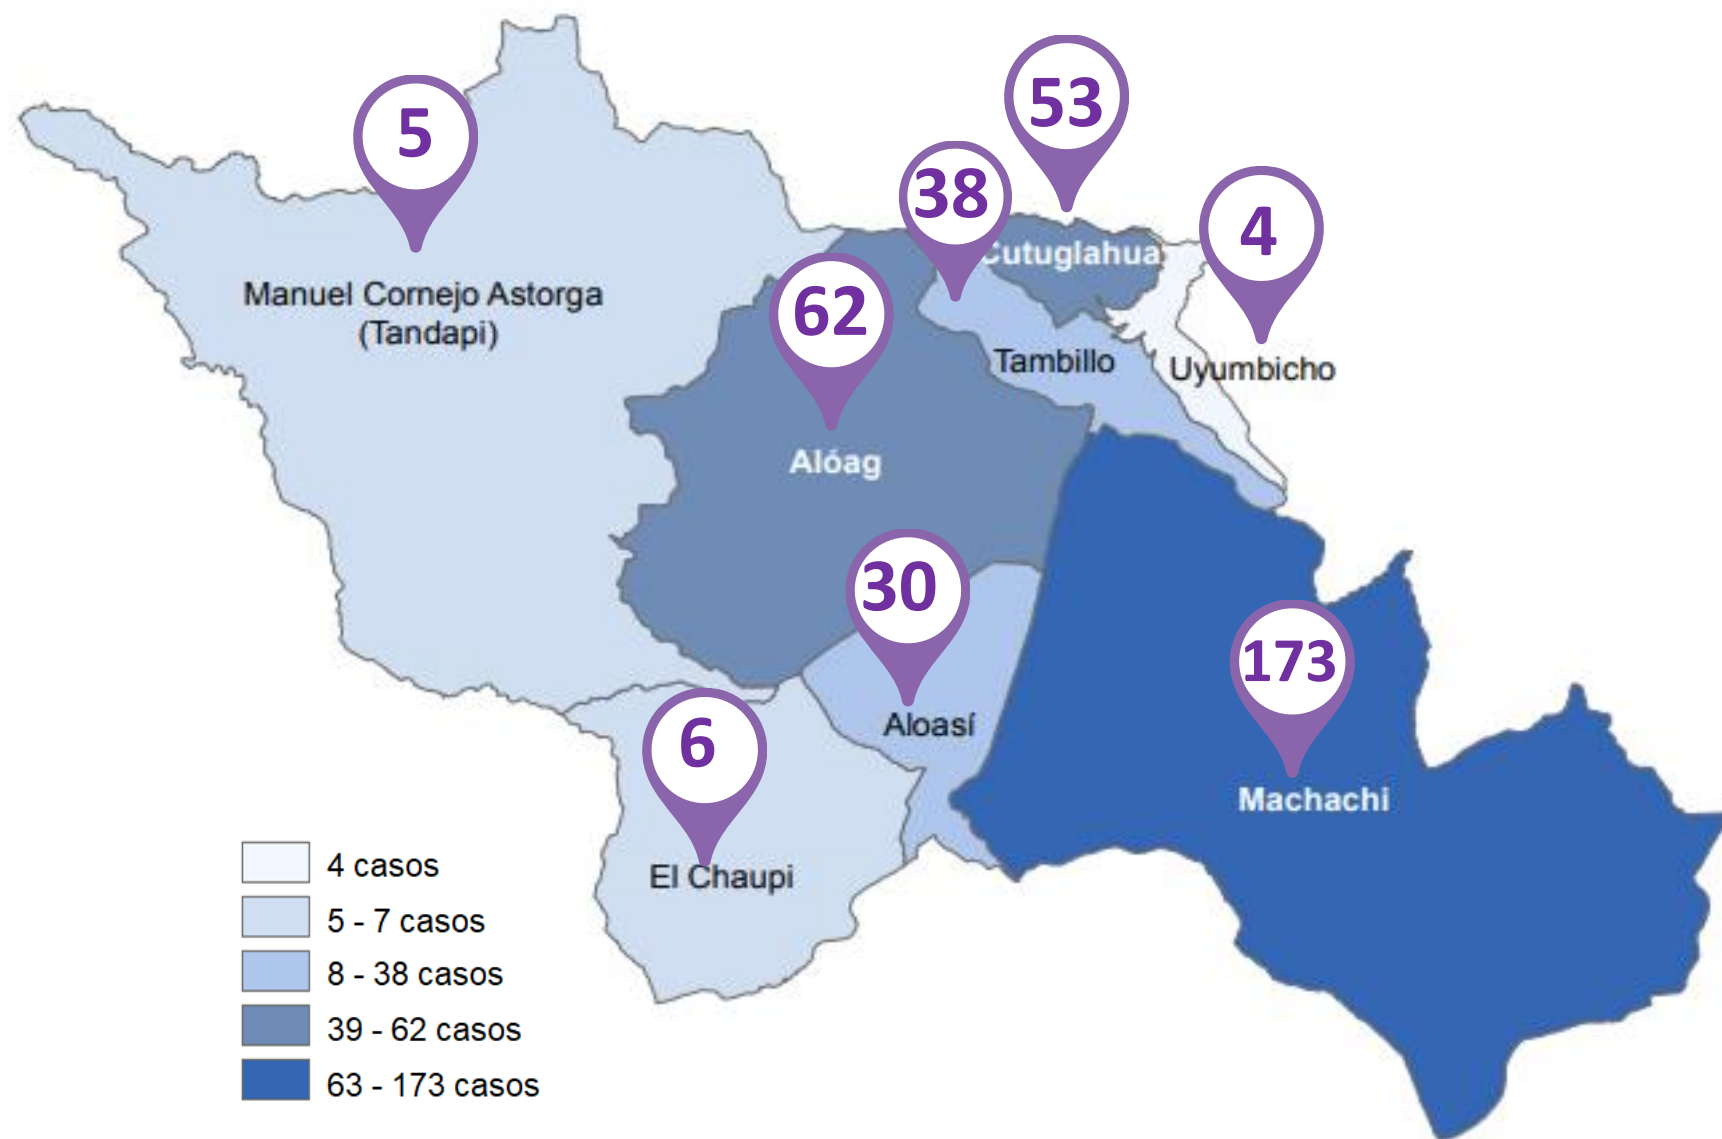 53
5
38
4
Cutuglahua
Manuel Cornejo Astorga
(Tandapi)
62
Tambillo
Uyumbicho
Alóag
30
173
Aloasí
6
Machachi
El Chaupi
4 casos
5 - 7 casos
8 - 38 casos
39 - 62 casos
63 - 173 casos